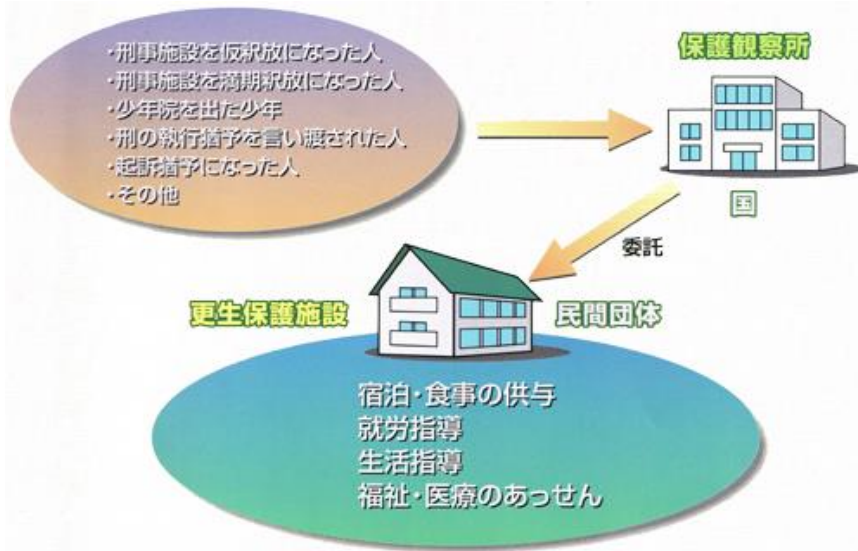 ・刑事施設を仮釈放になった人
・刑事施設を満期釈放になった人
・少年院を出た少年
・刑の執行猶予を言い渡された人
・起訴猶予になった人
・その他
保護観察所
国
委託
更生保護施設
民間団体
宿泊・食事の供与
就労指導
生活指導
福祉・医療のあっせん